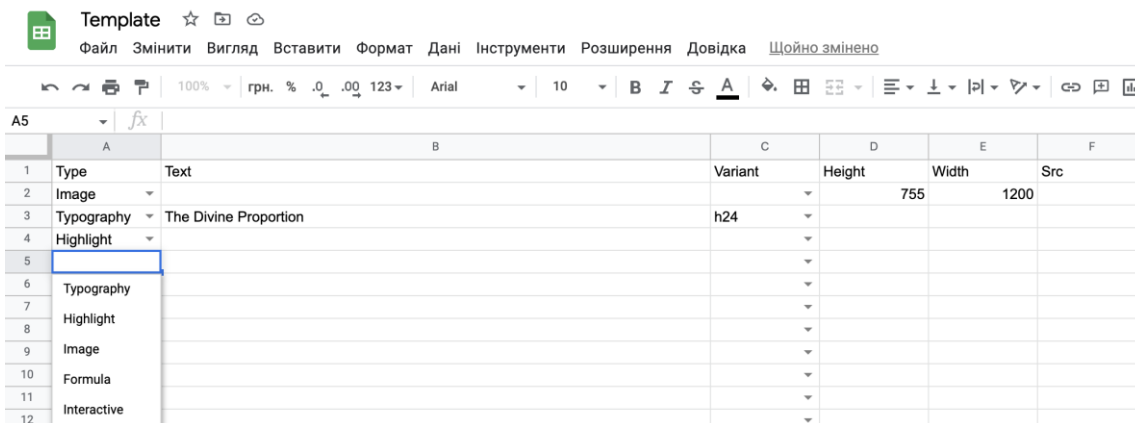 Template
Файл Змінити Вигляд Вставити Формат Дані Інструменти Розширення Довідка Щойно змінено
100% грн. % .0 .00 123 Arial 10 B I S A
A5 fx
A B C D E F
1 Type Text Variant Height Width Src
2 Image 755 1200
3 Typography The Divine Proportion h24
4 Highlight
5
6 Typography
7 Highlight
8
9 Image
10 Formula
11 Interactive
12